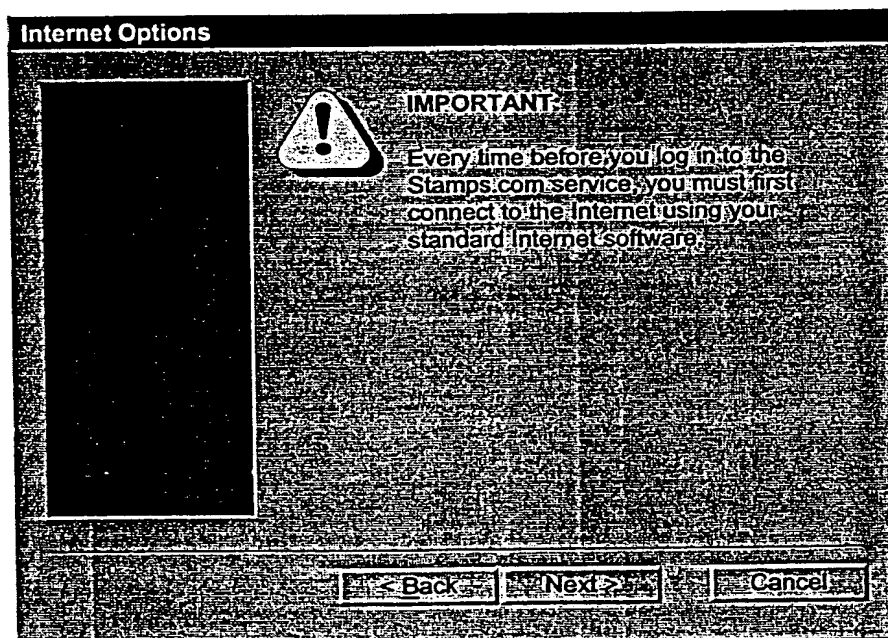 Internet Options
IMPORTANT:
Every time before you log in to the
Stamps.com service, you must first
connect to the Internet using your
standard Internet software.
< Back
Next >
Cancel